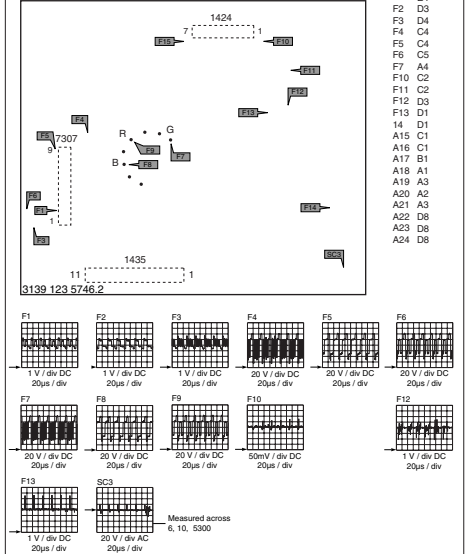 1424
7
1
F15
F10
F11
F12
F13
F4
F5
7307
9
R
G
F9
F7
B
F8
F6
F1
1
F3
F14
SC3
1435
11
1
3139 123 5746.2
F2 D3
F3 D4
F4 C4
F5 C4
F6 C5
F7 A4
F10 C2
F11 C2
F12 D3
F13 D1
14 D1
A15 C1
A16 C1
A17 B1
A18 A1
A19 A3
A20 A2
A21 A3
A22 D8
A23 D8
A24 D8
F1
1 V / div DC
20µs / div
F2
1 V / div DC
20µs / div
F3
1 V / div DC
20µs / div
F4
20 V / div DC
20µs / div
F5
20 V / div DC
20µs / div
F6
20 V / div DC
20µs / div
F7
20 V / div DC
20µs / div
F8
20 V / div DC
20µs / div
F9
20 V / div DC
20µs / div
F10
50mV / div DC
20µs / div
F12
1 V / div DC
20µs / div
F13
1 V / div DC
20µs / div
SC3
20 V / div AC
20µs / div
Measured across
6, 10, 5300